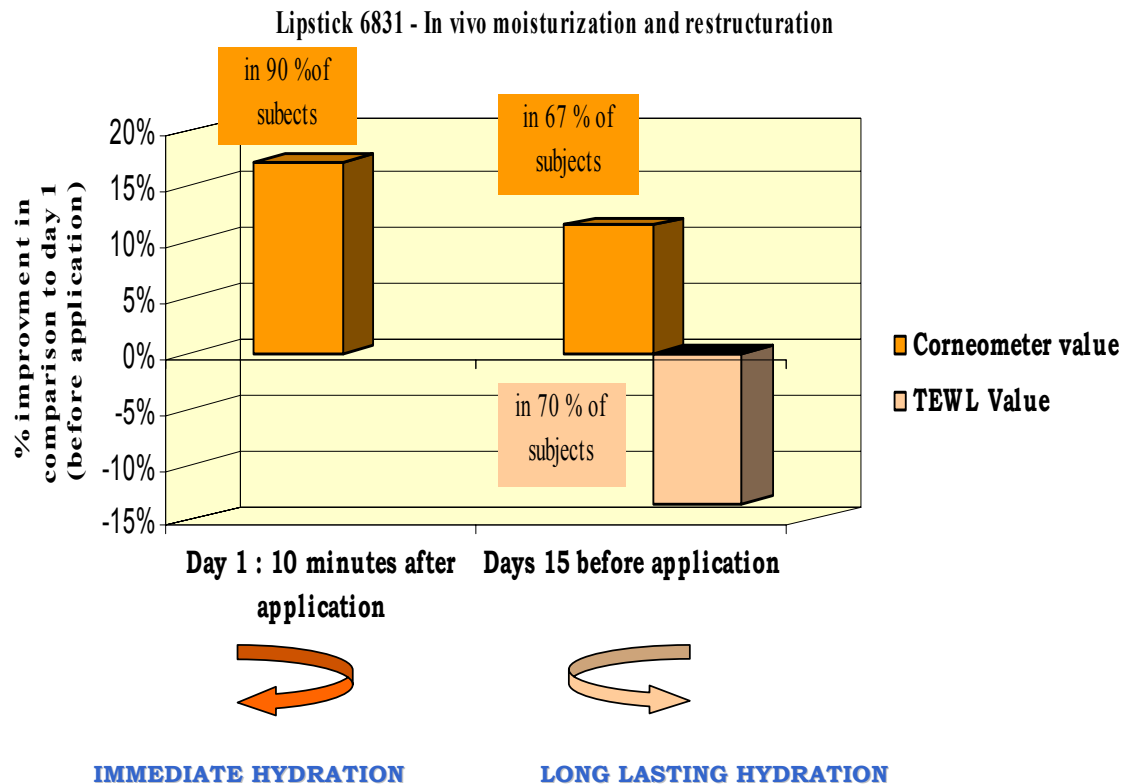 Lipstick 6831 - In vivo moisturization and restructuration
in 90 %of
subects
in 67 % of
subjects
20%
15%
10%
5%
0%
-5%
-10%
-15%
% improvment in
comparison to day 1
(before application)
in 70 % of
subjects
Corneometer value
TEWL Value
Day 1 : 10 minutes after
application
Days 15 before application
IMMEDIATE HYDRATION
LONG LASTING HYDRATION